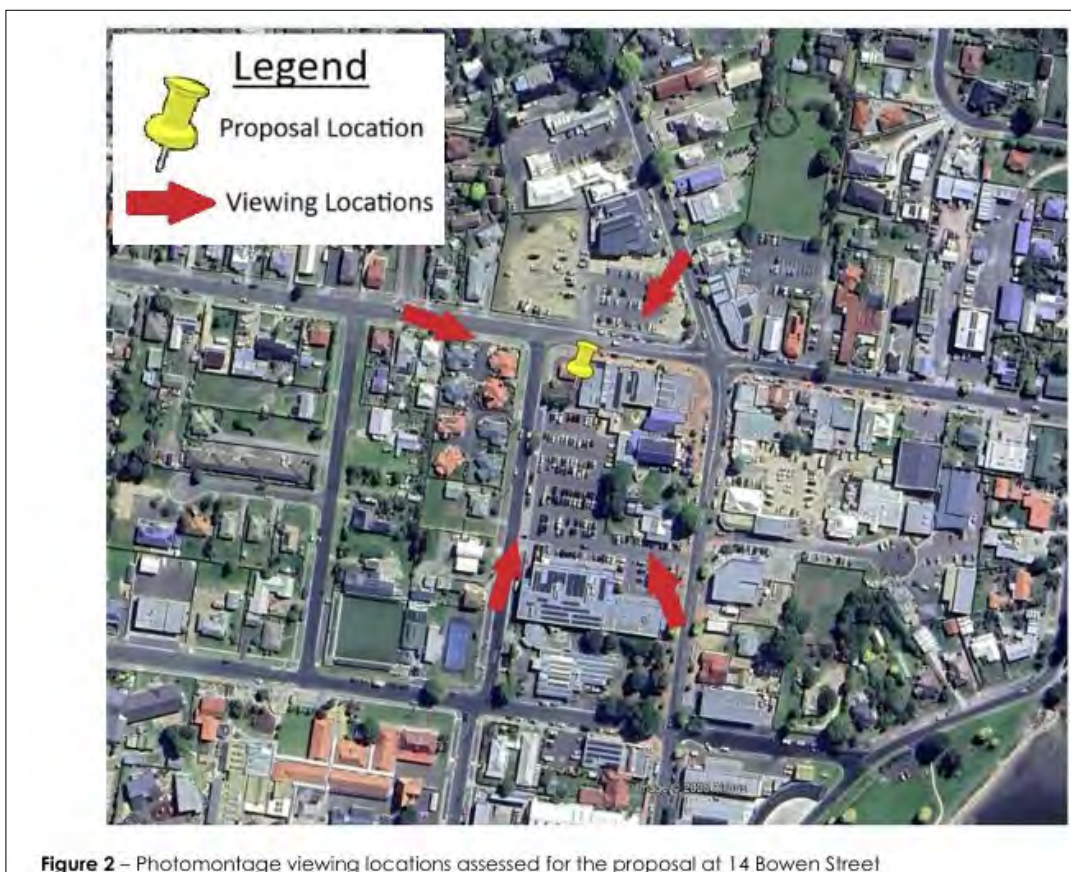 Legend
Proposal Location
Viewing Locations
Figure 2 – Photomontage viewing locations assessed for the proposal at 14 Bowen Street